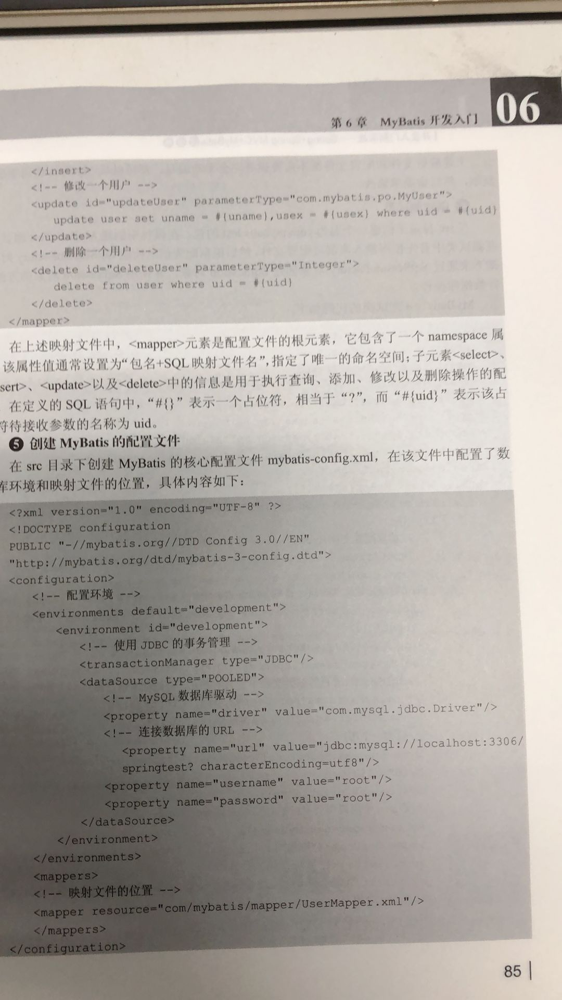 第 6 章 MyBatis 开发入门
06
</insert>
<!-- 修改一个用户 -->
<update id="updateUser" parameterType="com.mybatis.po.MyUser">
update user set uname = #{uname},usex = #{usex} where uid = #{uid}
</update>
<!-- 删除一个用户 -->
<delete id="deleteUser" parameterType="Integer">
delete from user where uid = #{uid}
</delete>
</mapper>
在上述映射文件中，<mapper>元素是配置文件的根元素，它包含了一个 namespace 属
该属性值通常设置为“包名+SQL映射文件名”,指定了唯一的命名空间;子元素<select>、
sert>、<update>以及<delete>中的信息是用于执行查询、添加、修改以及删除操作的配
在定义的 SQL 语句中，“#{}”表示一个占位符，相当于“?”，而“#{uid}”表示该占
符待接收参数的名称为 uid。
❺ 创建 MyBatis 的配置文件
在 src 目录下创建 MyBatis 的核心配置文件 mybatis-config.xml，在该文件中配置了数
库环境和映射文件的位置，具体内容如下：
<?xml version="1.0" encoding="UTF-8" ?>
<!DOCTYPE configuration
PUBLIC "-//mybatis.org//DTD Config 3.0//EN"
"http://mybatis.org/dtd/mybatis-3-config.dtd">
<configuration>
<!-- 配置环境 -->
<environments default="development">
<environment id="development">
<!-- 使用 JDBC 的事务管理 -->
<transactionManager type="JDBC"/>
<dataSource type="POOLED">
<!-- MySQL 数据库驱动 -->
<property name="driver" value="com.mysql.jdbc.Driver"/>
<!-- 连接数据库的 URL -->
<property name="url" value="jdbc:mysql://localhost:3306/
springtest? characterEncoding=utf8"/>
<property name="username" value="root"/>
<property name="password" value="root"/>
</dataSource>
</environment>
</environments>
<mappers>
<!-- 映射文件的位置 -->
<mapper resource="com/mybatis/mapper/UserMapper.xml"/>
</mappers>
</configuration>
85